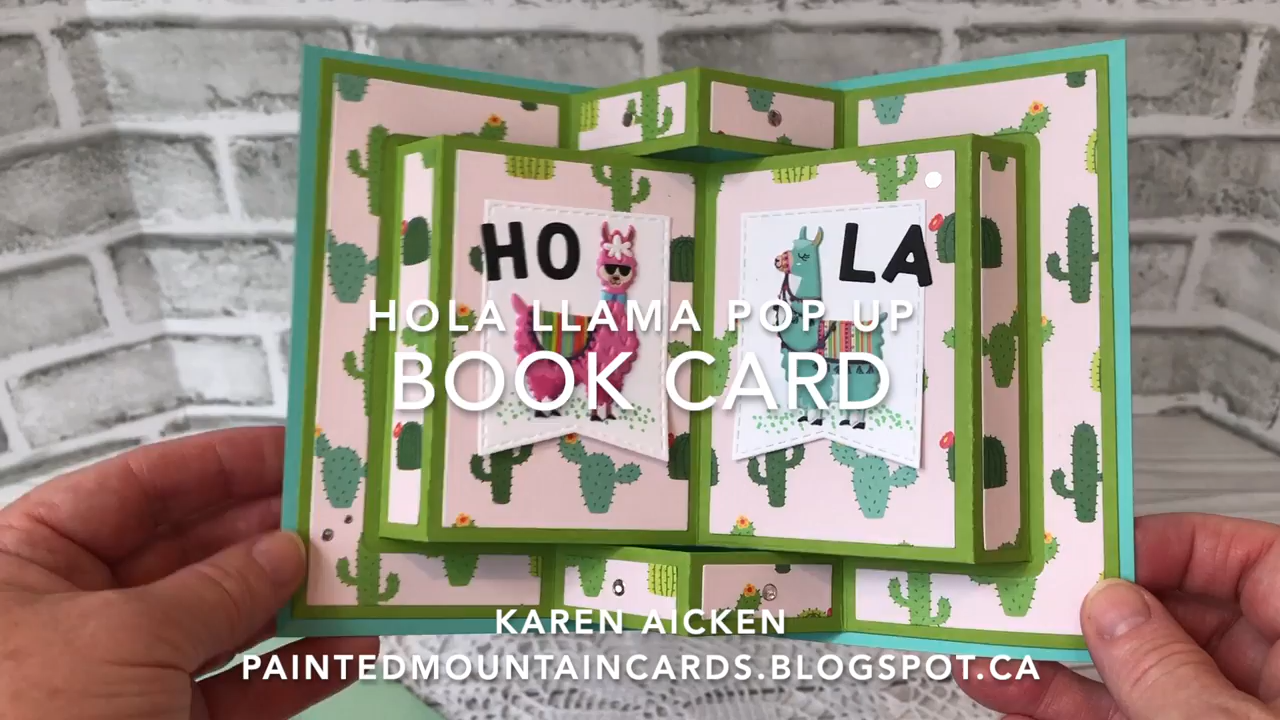 HO LA
HOLA LLAMA POP UP
BOOK CARD
KAREN AICKEN
PAINTEDMOUNTAINCARDS.BLOGSPOT.CA